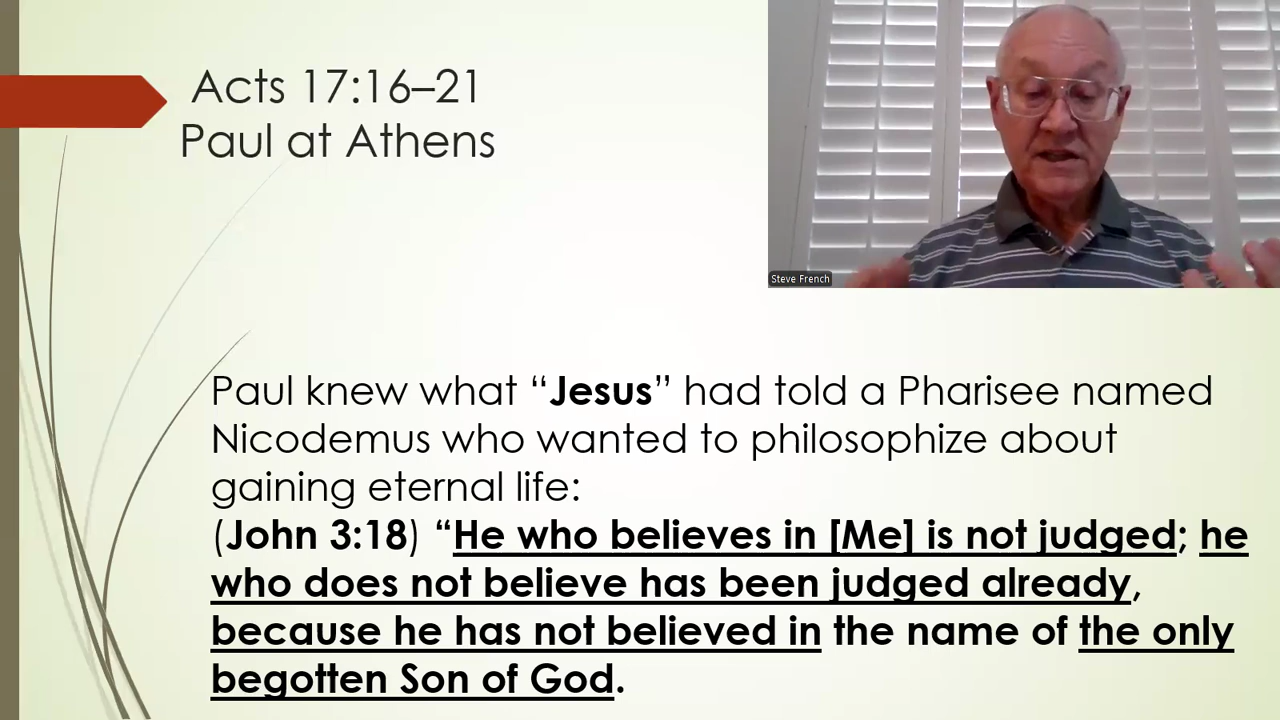 Acts 17:16–21
Paul at Athens
Steve French
Paul knew what “Jesus” had told a Pharisee named
Nicodemus who wanted to philosophize about
gaining eternal life:
(John 3:18) “He who believes in [Me] is not judged; he
who does not believe has been judged already,
because he has not believed in the name of the only
begotten Son of God.